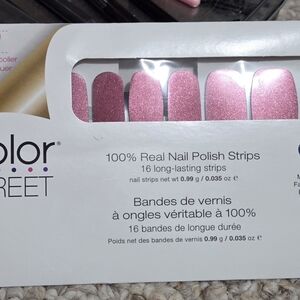 olor
REET
100% Real Nail Polish Strips
16 long-lasting strips
nail strips net wt 0.99 g / 0.035 oz ℮
Bandes de vernis
à ongles véritable à 100%
16 bandes de longue durée
Poids net des bandes de vernis 0.99 g / 0.035 oz ℮